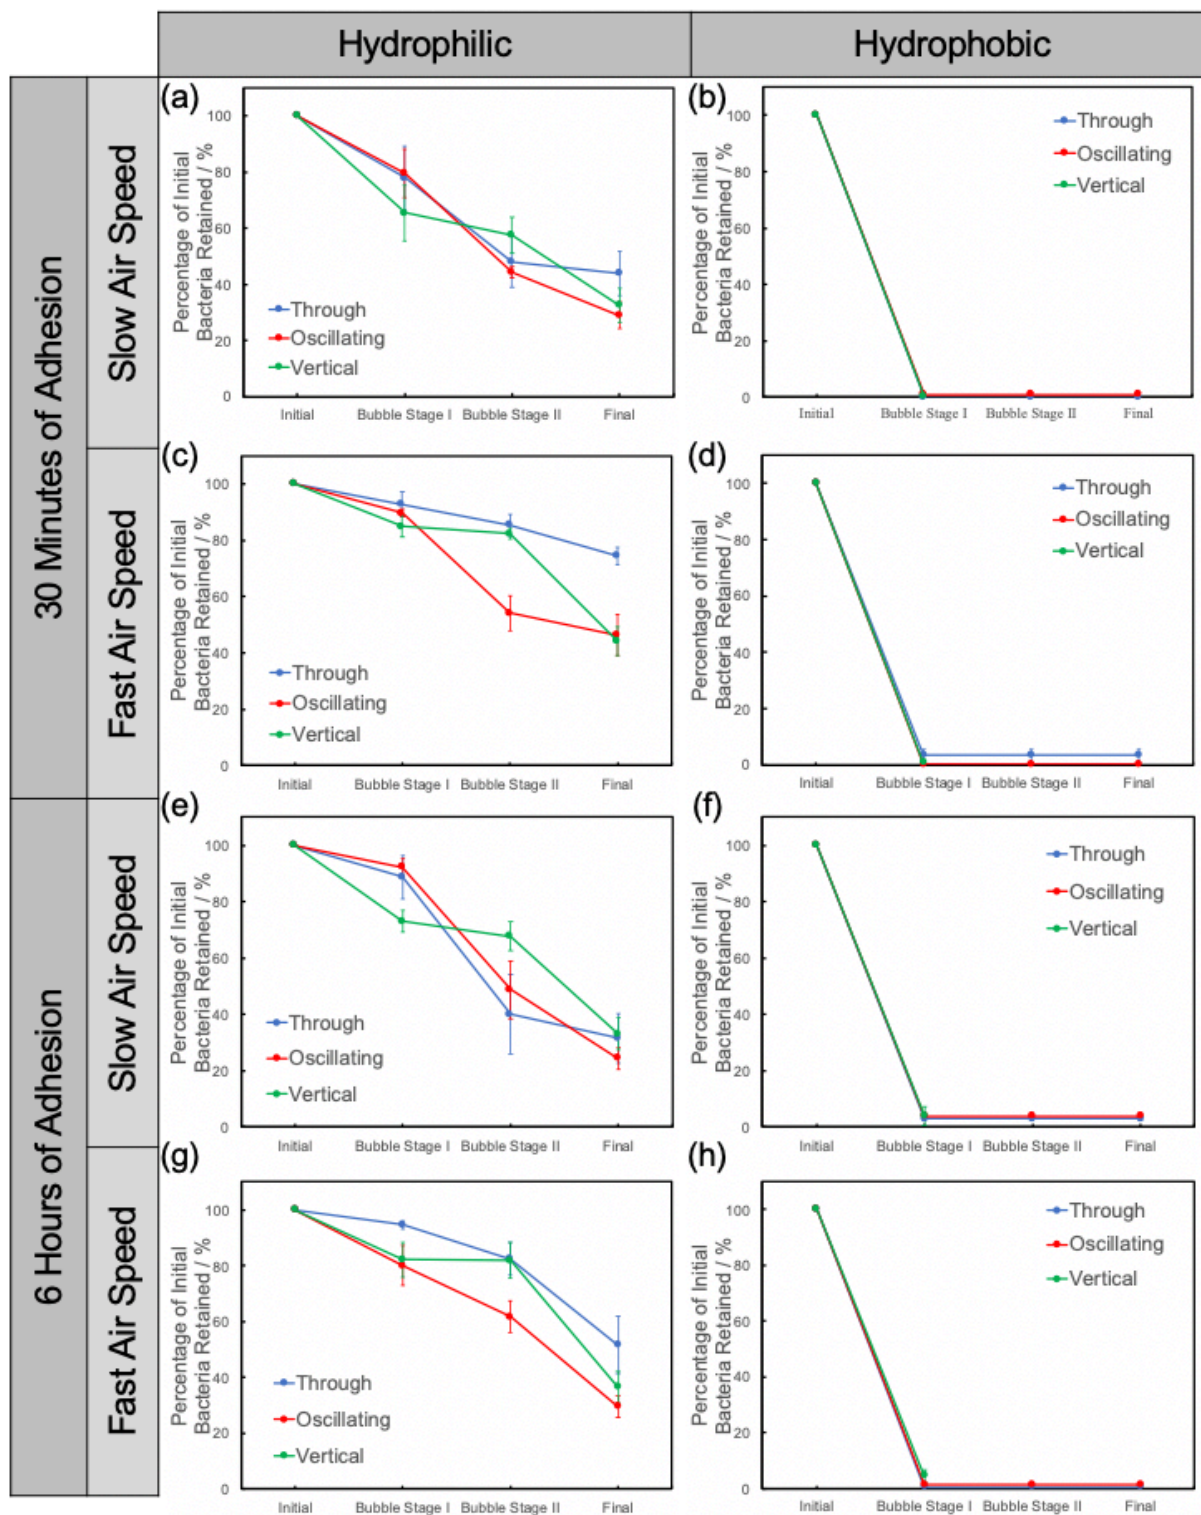 Hydrophilic
Hydrophobic
30 Minutes of Adhesion
Slow Air Speed
(a)
Percentage of Initial
Bacteria Retained / %
100
80
60
40
20
0
Through
Oscillating
Vertical
Initial
Bubble Stage I
Bubble Stage II
Final
(b)
Percentage of Initial
Bacteria Retained / %
100
80
60
40
20
0
Through
Oscillating
Vertical
Initial
Bubble Stage I
Bubble Stage II
Final
Fast Air Speed
(c)
Percentage of Initial
Bacteria Retained / %
100
80
60
40
20
0
Through
Oscillating
Vertical
Initial
Bubble Stage I
Bubble Stage II
Final
(d)
Percentage of Initial
Bacteria Retained / %
100
80
60
40
20
0
Through
Oscillating
Vertical
Initial
Bubble Stage I
Bubble Stage II
Final
6 Hours of Adhesion
Slow Air Speed
(e)
Percentage of Initial
Bacteria Retained / %
100
80
60
40
20
0
Through
Oscillating
Vertical
Initial
Bubble Stage I
Bubble Stage II
Final
(f)
Percentage of Initial
Bacteria Retained / %
100
80
60
40
20
0
Through
Oscillating
Vertical
Initial
Bubble Stage I
Bubble Stage II
Final
Fast Air Speed
(g)
Percentage of Initial
Bacteria Retained / %
100
80
60
40
20
0
Through
Oscillating
Vertical
Initial
Bubble Stage I
Bubble Stage II
Final
(h)
Percentage of Initial
Bacteria Retained / %
100
80
60
40
20
0
Through
Oscillating
Vertical
Initial
Bubble Stage I
Bubble Stage II
Final